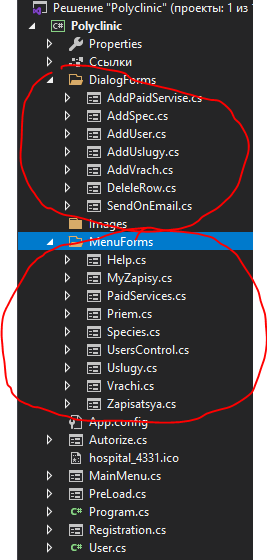 Решение "Polyclinic" (проекты: 1 из
Polyclinic
Properties
Ссылки
DialogForms
AddPaidServise.cs
AddSpec.cs
AddUser.cs
AddUslugy.cs
AddVrach.cs
DeleleRow.cs
SendOnEmail.cs
Images
MenuForms
Help.cs
MyZapisy.cs
PaidServices.cs
Priem.cs
Species.cs
UsersControl.cs
Uslugy.cs
Vrachi.cs
Zapisatsya.cs
App.config
Autorize.cs
hospital_4331.ico
MainMenu.cs
PreLoad.cs
C# Program.cs
Registration.cs
User.cs